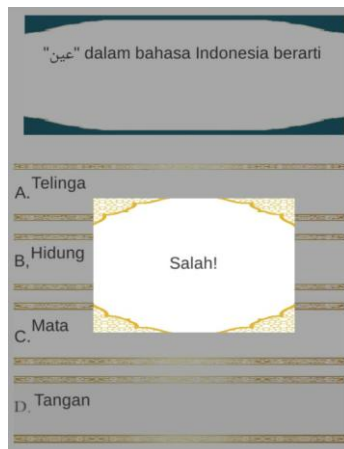 "عين" dalam bahasa Indonesia berarti
A. Telinga
B, Hidung
Salah!
C. Mata
D. Tangan